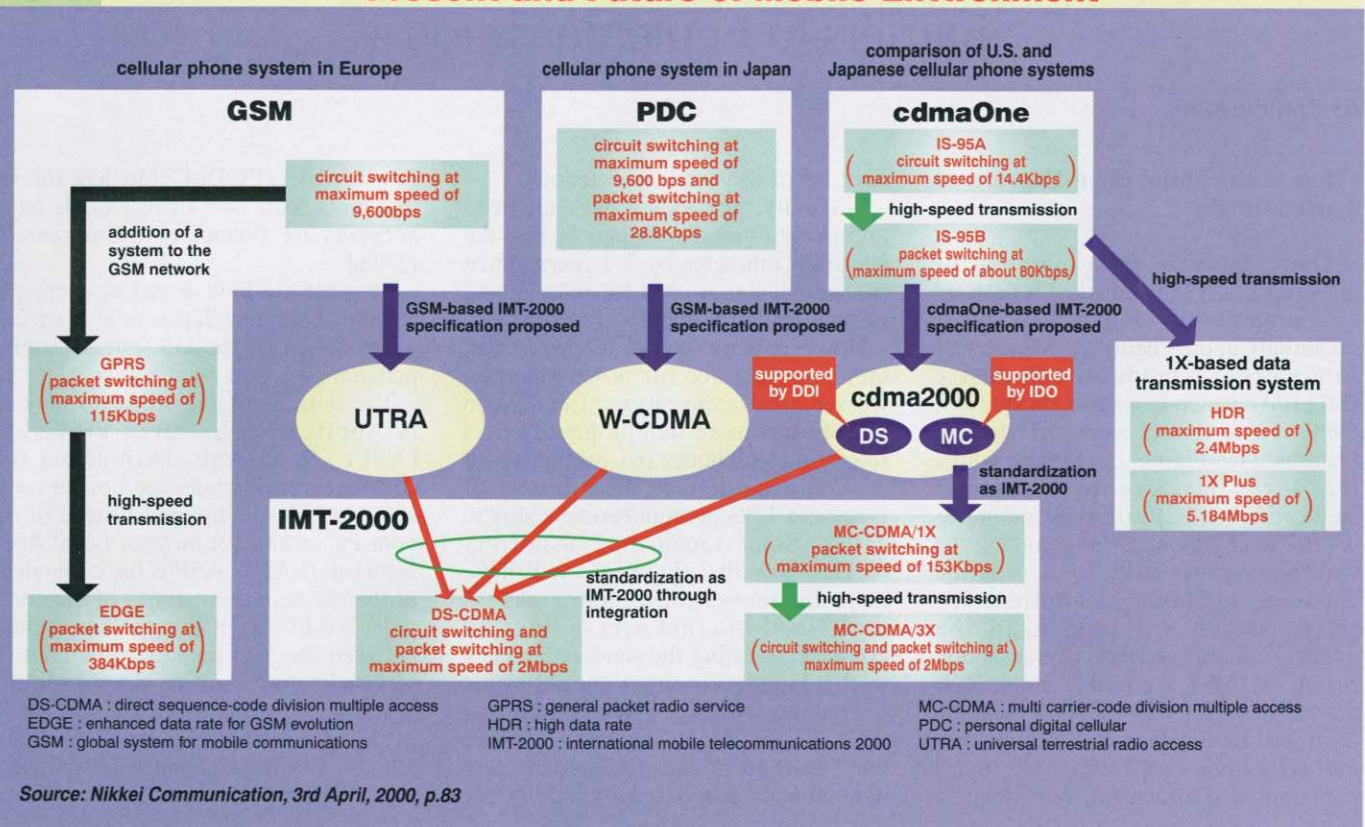 Present and Future of Mobile Environment
cellular phone system in Europe
GSM
circuit switching at
maximum speed of
9,600bps
addition of a
system to the
GSM network
GPRS
(packet switching at
maximum speed of
115Kbps)
high-speed
transmission
EDGE
(packet switching at
maximum speed of
384Kbps)
GSM-based IMT-2000
specification proposed
UTRA
cellular phone system in Japan
PDC
circuit switching at
maximum speed of
9,600 bps and
packet switching at
maximum speed of
28.8Kbps
GSM-based IMT-2000
specification proposed
W-CDMA
comparison of U.S. and
Japanese cellular phone systems
cdmaOne
IS-95A
(circuit switching at
maximum speed of 14.4Kbps)
high-speed transmission
IS-95B
(packet switching at
maximum speed of about 80Kbps)
cdmaOne-based IMT-2000
specification proposed
high-speed transmission
supported
by DDI
cdma2000
supported
by IDO
DS
MC
standardization
as IMT-2000
1X-based data
transmission system
HDR
(maximum speed of
2.4Mbps)
1X Plus
(maximum speed of
5.184Mbps)
IMT-2000
standardization as
IMT-2000 through
integration
DS-CDMA
circuit switching and
packet switching at
maximum speed of 2Mbps
MC-CDMA/1X
packet switching at
maximum speed of 153Kbps
high-speed transmission
MC-CDMA/3X
(circuit switching and packet switching at
maximum speed of 2Mbps)
DS-CDMA : direct sequence-code division multiple access
EDGE : enhanced data rate for GSM evolution
GSM : global system for mobile communications
GPRS : general packet radio service
HDR : high data rate
IMT-2000 : international mobile telecommunications 2000
MC-CDMA : multi carrier-code division multiple access
PDC : personal digital cellular
UTRA : universal terrestrial radio access
Source: Nikkei Communication, 3rd April, 2000, p.83